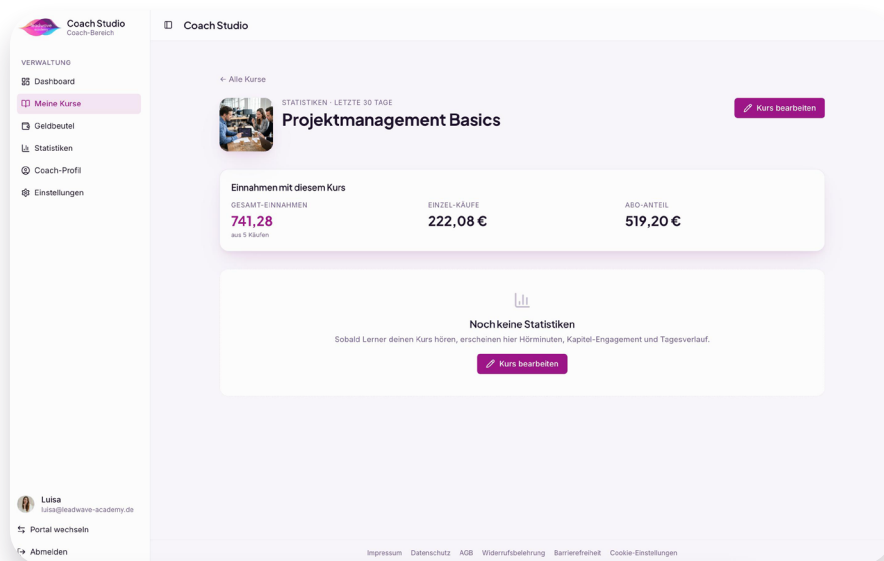 Coach Studio
Coach-Bereich
VERWALTUNG
Dashboard
Meine Kurse
Geldbeutel
Statistiken
Coach-Profil
Einstellungen
Luisa
luisa@leadwave-academy.de
Portal wechseln
Abmelden
Coach Studio
← Alle Kurse
STATISTIKEN · LETZTE 30 TAGE
Projektmanagement Basics
Kurs bearbeiten
Einnahmen mit diesem Kurs
GESAMT-EINNAHMEN
741,28
aus 5 Käufen
EINZEL-KÄUFE
222,08 €
ABO-ANTEIL
519,20 €
Noch keine Statistiken
Sobald Lerner deinen Kurs hören, erscheinen hier Hörminuten, Kapitel-Engagement und Tagesverlauf.
Kurs bearbeiten
Impressum Datenschutz AGB Widerrufsbelehrung Barrierefreiheit Cookie-Einstellungen